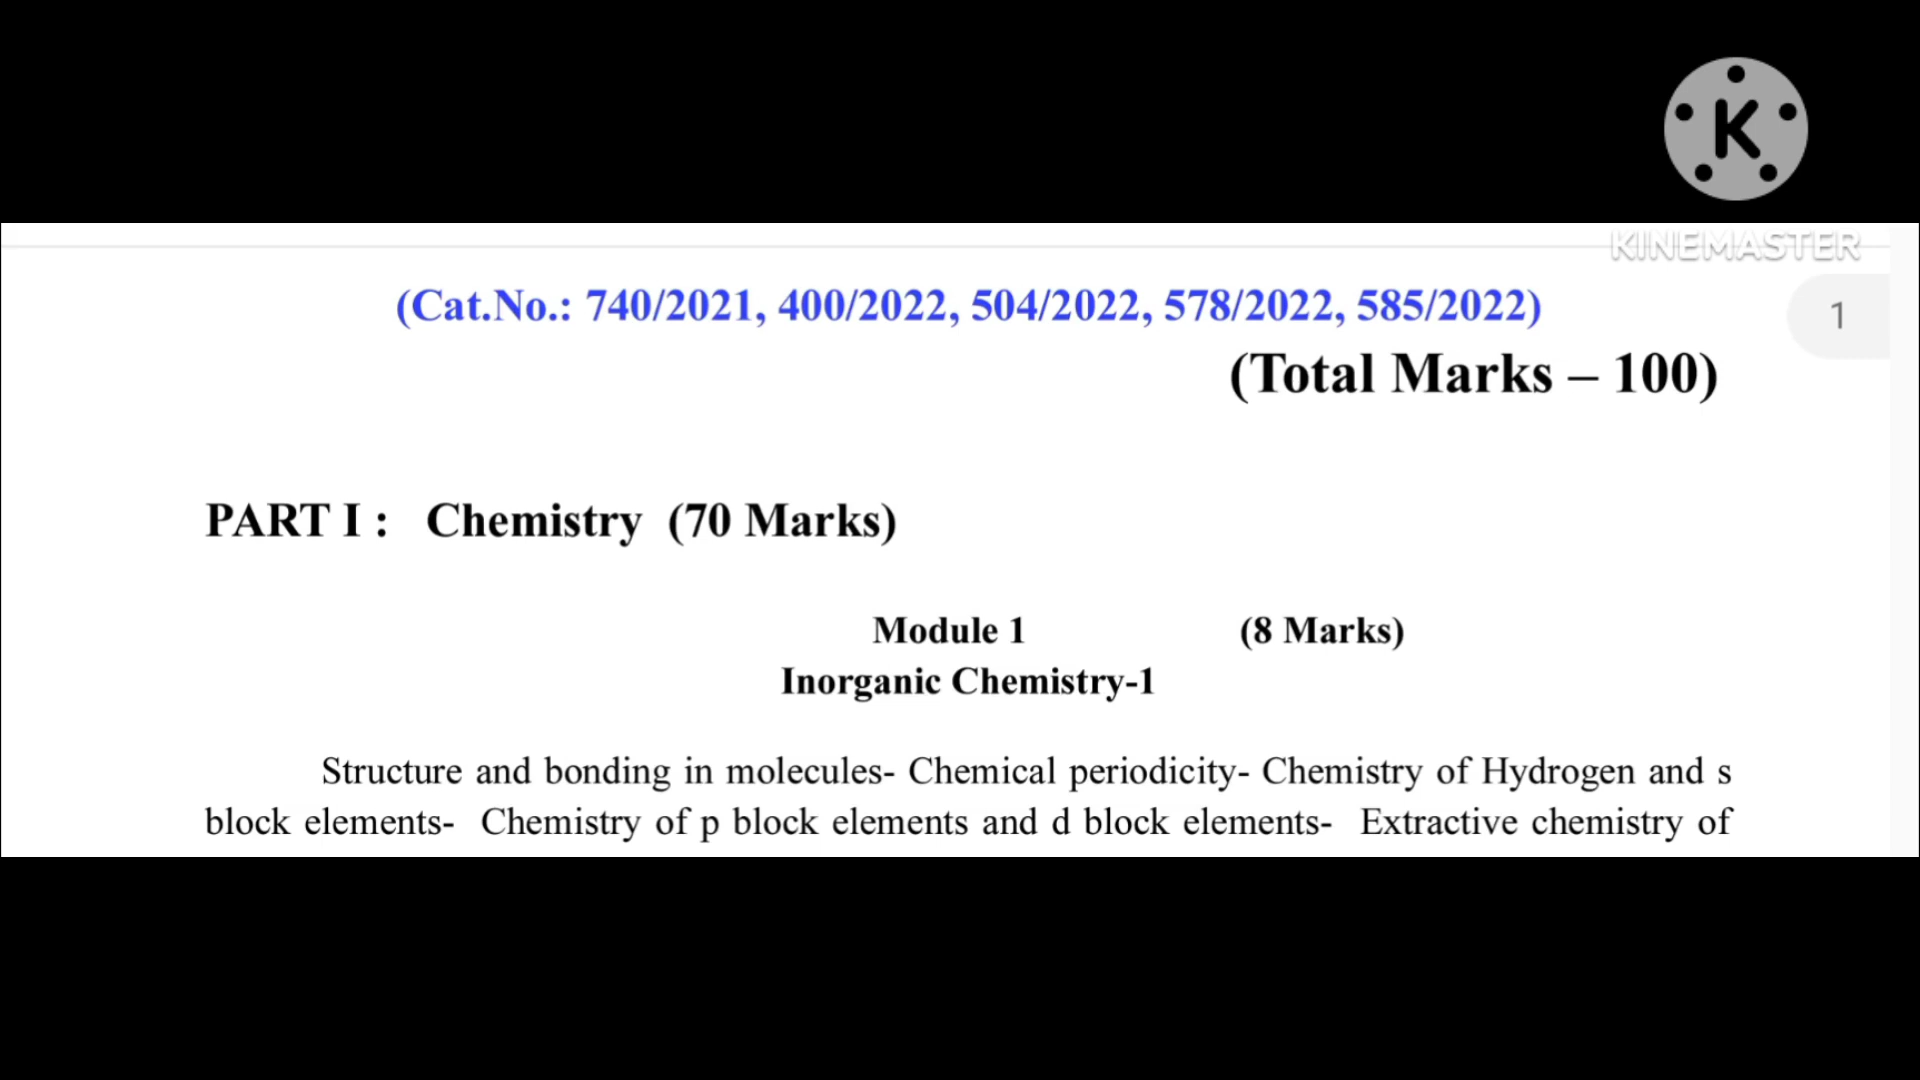 K
KINEMASTER
(Cat.No.: 740/2021, 400/2022, 504/2022, 578/2022, 585/2022)
1
(Total Marks – 100)
PART I : Chemistry (70 Marks)
Module 1 (8 Marks)
Inorganic Chemistry-1
Structure and bonding in molecules- Chemical periodicity- Chemistry of Hydrogen and s
block elements- Chemistry of p block elements and d block elements- Extractive chemistry of